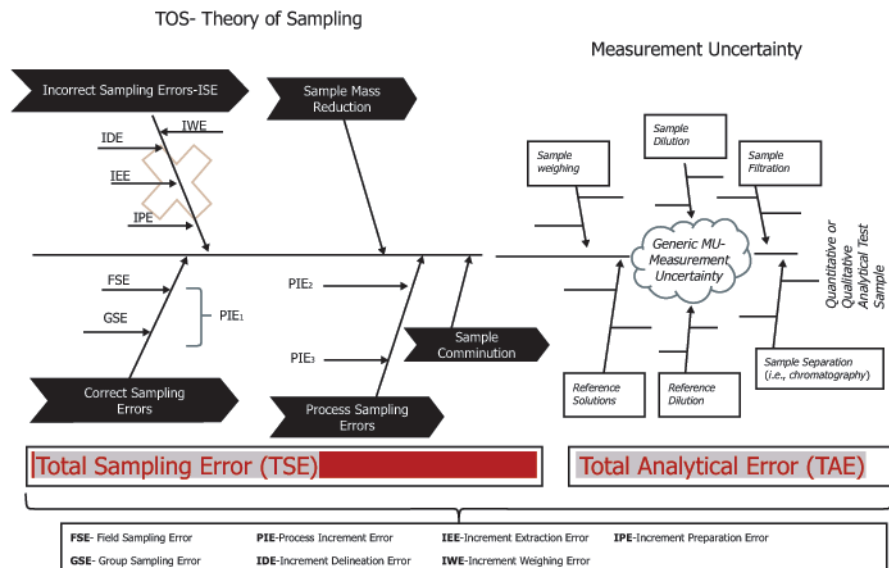 TOS- Theory of Sampling
Measurement Uncertainty
Incorrect Sampling Errors-ISE
Sample Mass
Reduction
IWE
IDE
IEE
IPE
Sample
weighing
Sample
Dilution
Sample
Filtration
Generic MU-
Measurement
Uncertainty
Quantitative or
Qualitative
Analytical Test
Sample
FSE
GSE
PIE1
PIE2
PIE3
Sample
Comminution
Correct Sampling
Errors
Process Sampling
Errors
Reference
Solutions
Reference
Dilution
Sample Separation
(i.e., chromatography)
Total Sampling Error (TSE)
Total Analytical Error (TAE)
FSE- Field Sampling Error
PIE-Process Increment Error
IEE-Increment Extraction Error
IPE-Increment Preparation Error
GSE- Group Sampling Error
IDE-Increment Delineation Error
IWE-Increment Weighing Error